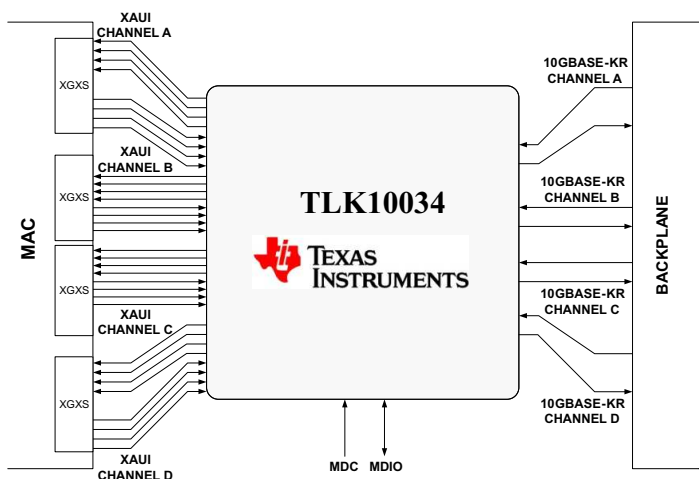 XAUI
CHANNEL A
XGXS
XAUI
CHANNEL B
XGXS
MAC
XGXS
XAUI
CHANNEL C
XGXS
XAUI
CHANNEL D
TLK10034
TEXAS
INSTRUMENTS
MDC
MDIO
10GBASE-KR
CHANNEL A
10GBASE-KR
CHANNEL B
10GBASE-KR
CHANNEL C
10GBASE-KR
CHANNEL D
BACKPLANE